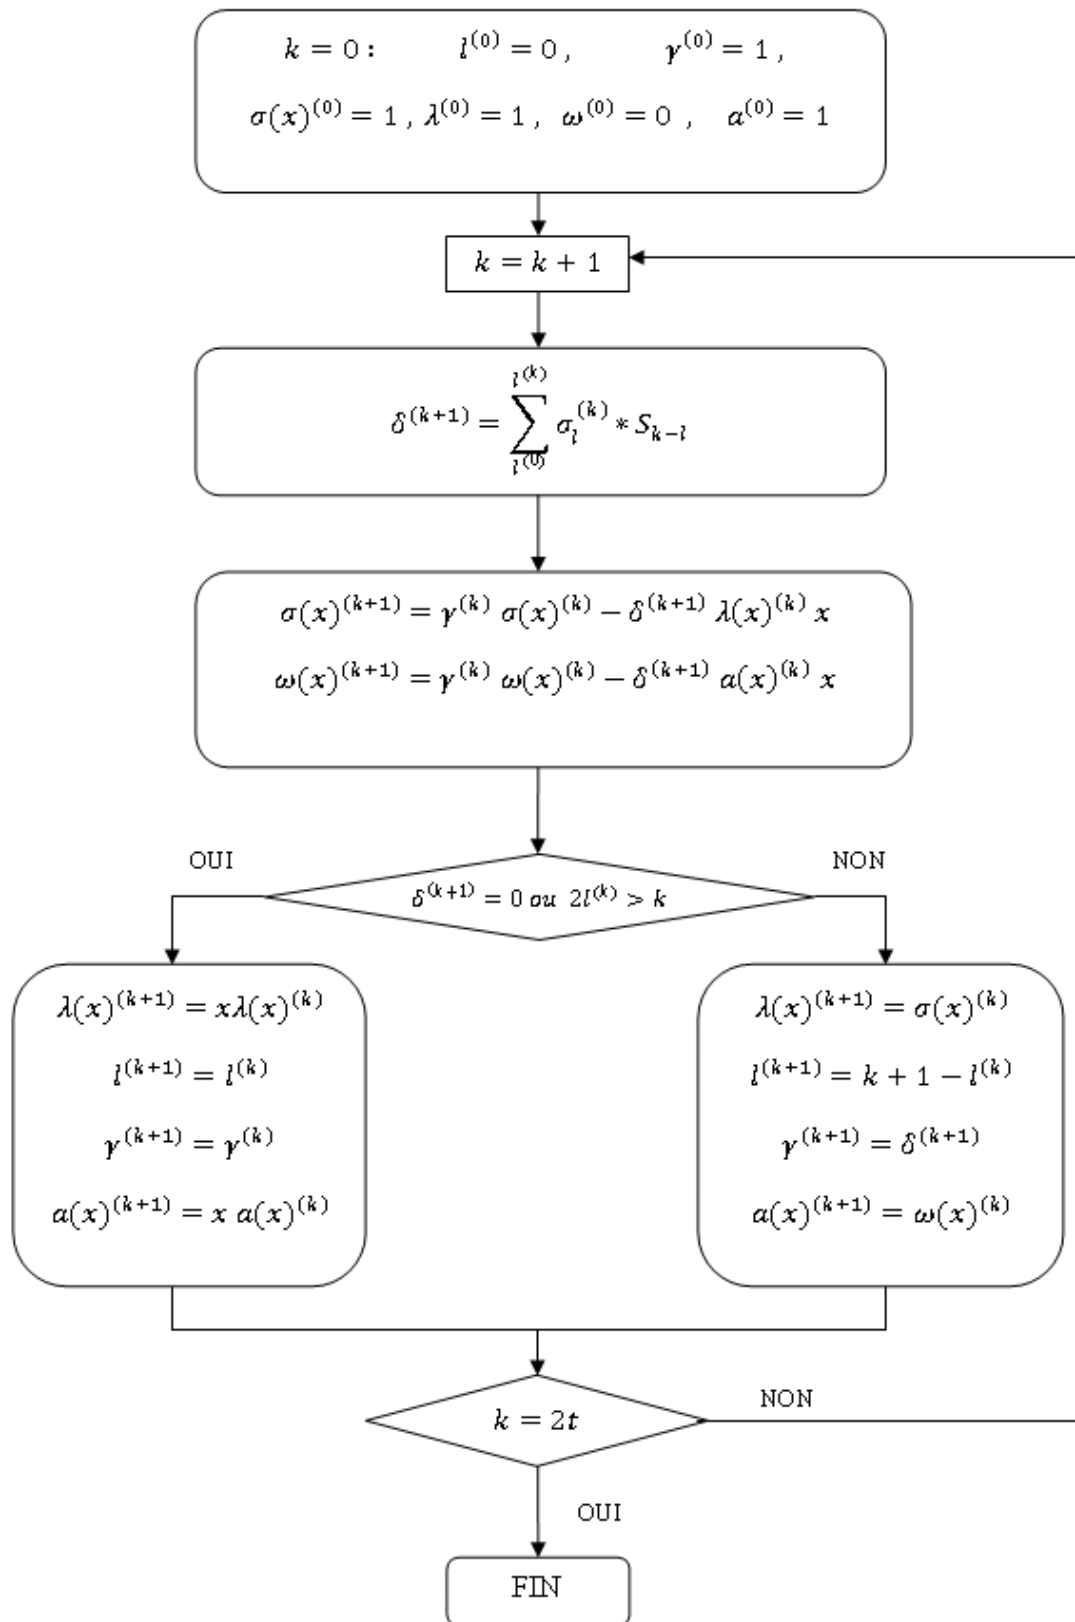 k = 0 : l^(0) = 0 , γ^(0) = 1 ,
σ(x)^(0) = 1 , λ^(0) = 1 , ω^(0) = 0 , α^(0) = 1
k = k + 1
l^(k)
δ^(k+1) = ∑ σ_l^(k) * S_{k−l}
l^(0)
σ(x)^(k+1) = γ^(k) σ(x)^(k) − δ^(k+1) λ(x)^(k) x
ω(x)^(k+1) = γ^(k) ω(x)^(k) − δ^(k+1) α(x)^(k) x
OUI
NON
δ^(k+1) = 0 ou 2l^(k) > k
λ(x)^(k+1) = xλ(x)^(k)
l^(k+1) = l^(k)
γ^(k+1) = γ^(k)
α(x)^(k+1) = x α(x)^(k)
λ(x)^(k+1) = σ(x)^(k)
l^(k+1) = k + 1 − l^(k)
γ^(k+1) = δ^(k+1)
α(x)^(k+1) = ω(x)^(k)
k = 2t
NON
OUI
FIN